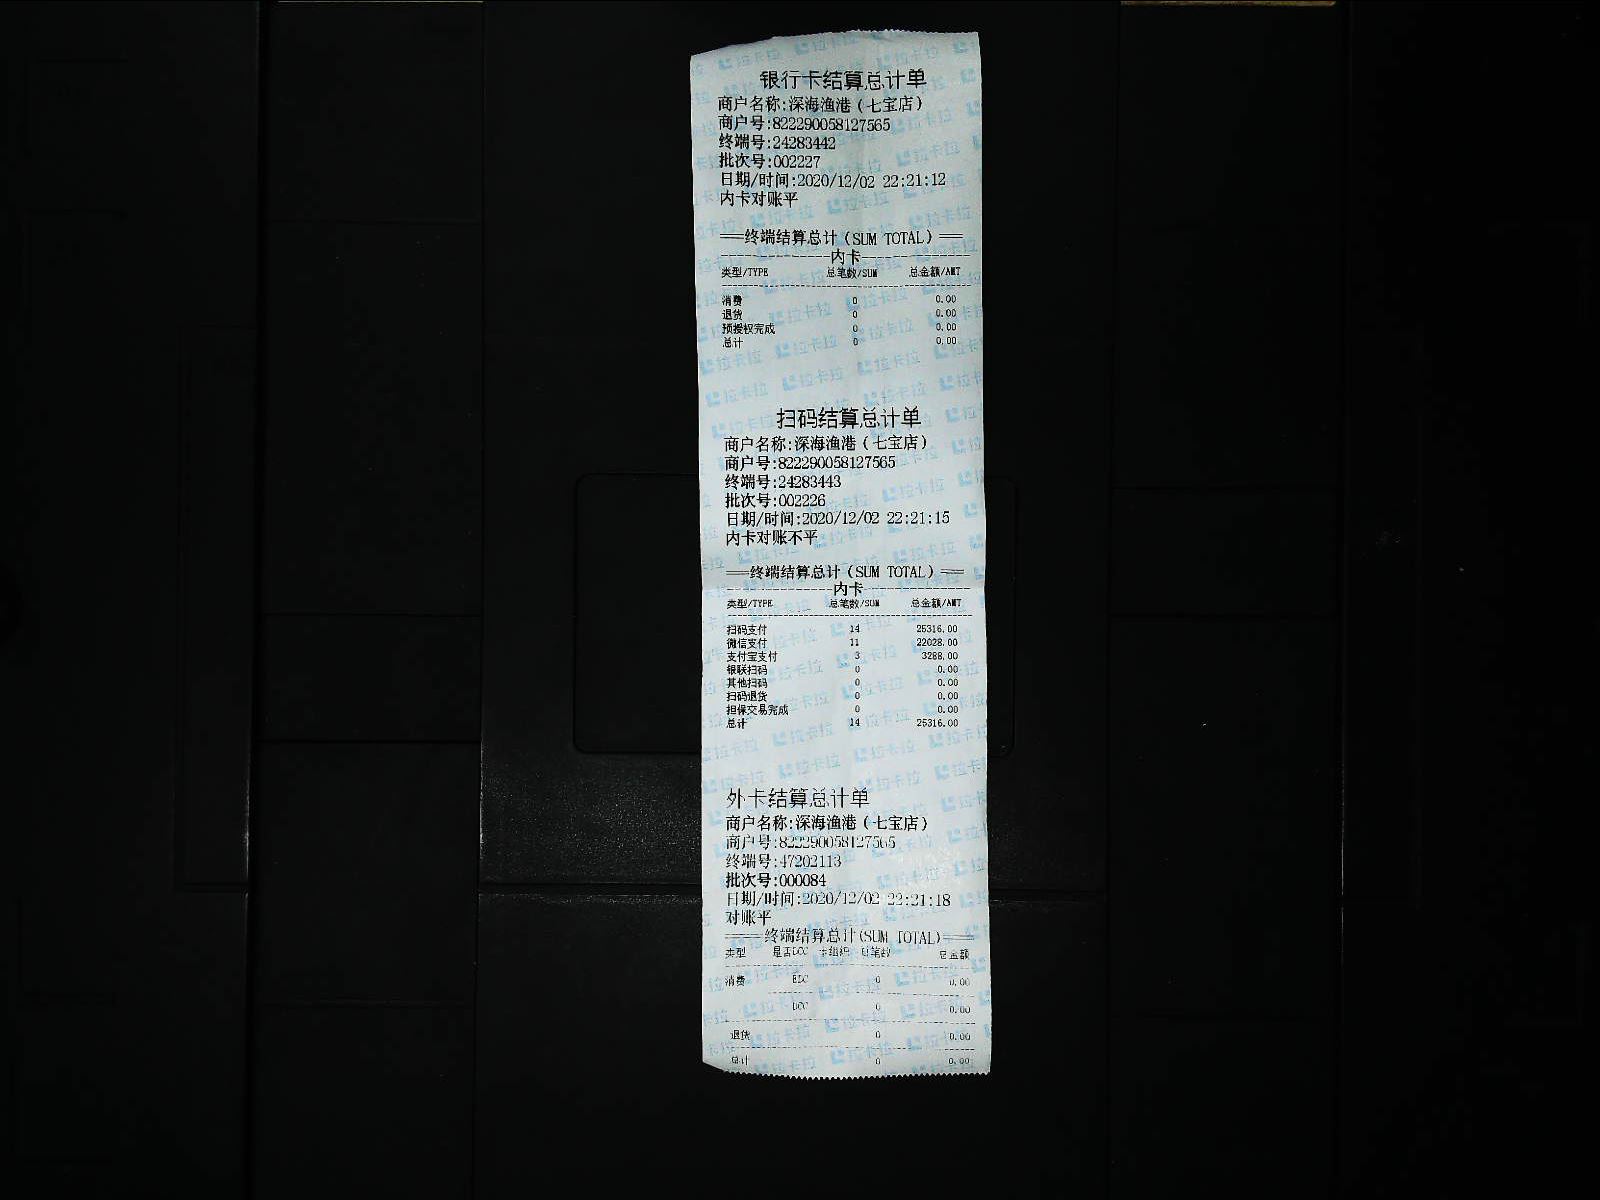 银行卡结算总计单
商户名称:深海渔港(七宝店)
商户号:822290058127565
终端号:24283442
批次号:002227
日期/时间:2020/12/02 22:21:12
内卡对账平
==终端结算总计(SUM TOTAL)==
内卡
类型/TYPE 总笔数/SUM 总金额/AMT
消费 0 0.00
退货 0 0.00
预授权完成 0 0.00
总计 0 0.00
扫码结算总计单
商户名称:深海渔港(七宝店)
商户号:822290058127565
终端号:24283443
批次号:002226
日期/时间:2020/12/02 22:21:15
内卡对账不平
==终端结算总计(SUM TOTAL)==
内卡
类型/TYPE 总笔数/SUM 总金额/AMT
扫码支付 14 25316.00
微信支付 11 22028.00
支付宝支付 3 3288.00
银联扫码 0 0.00
其他扫码 0 0.00
扫码退货 0 0.00
担保交易完成 0 0.00
总计 14 25316.00
外卡结算总计单
商户名称:深海渔港(七宝店)
商户号:822290058127565
终端号:47202113
批次号:000084
日期/时间:2020/12/02 22:21:18
对账平
===终端结算总计(SUM TOTAL)===
类型 是否DCC 卡组织 总笔数 总金额
消费 EDC 0 0.00
DCC 0 0.00
退货 0 0.00
总计 0 0.00